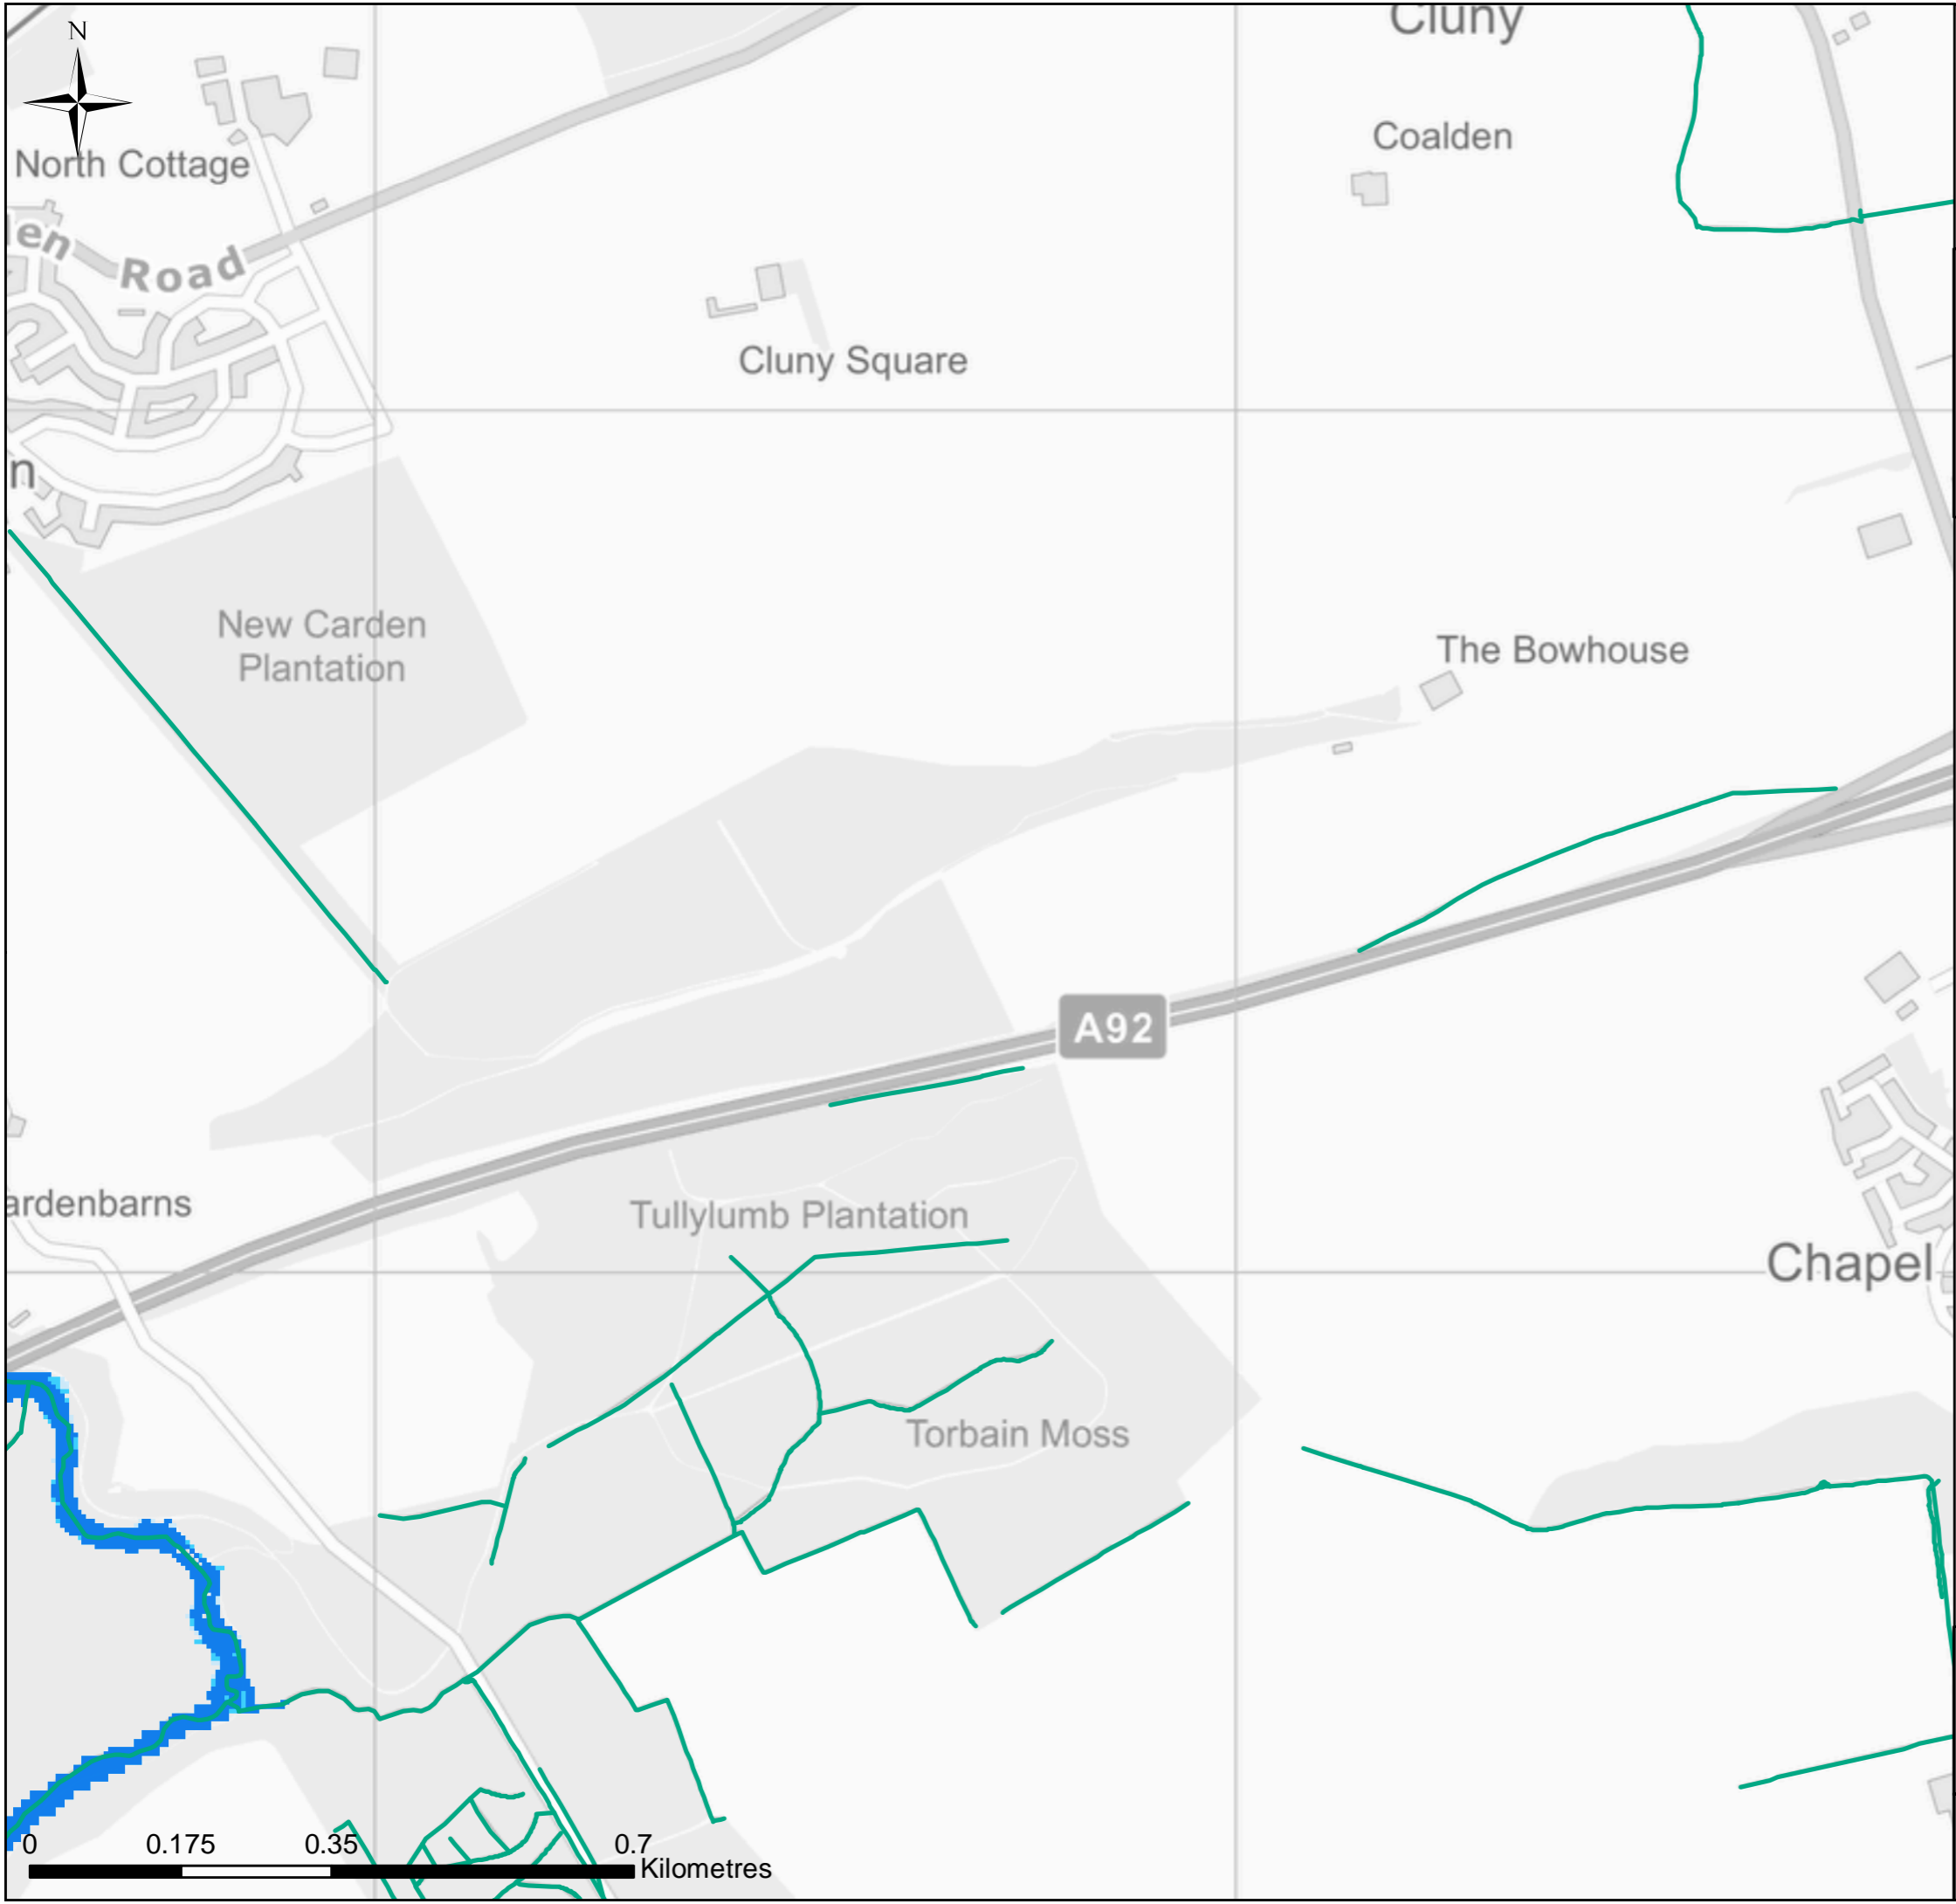 Cluny
N
Coalden
North Cottage
len Road
Cluny Square
n
New Carden
Plantation
The Bowhouse
A92
ardenbarns
Tullylumb Plantation
Chapel
Torbain Moss
0 0.175 0.35 0.7
Kilometres